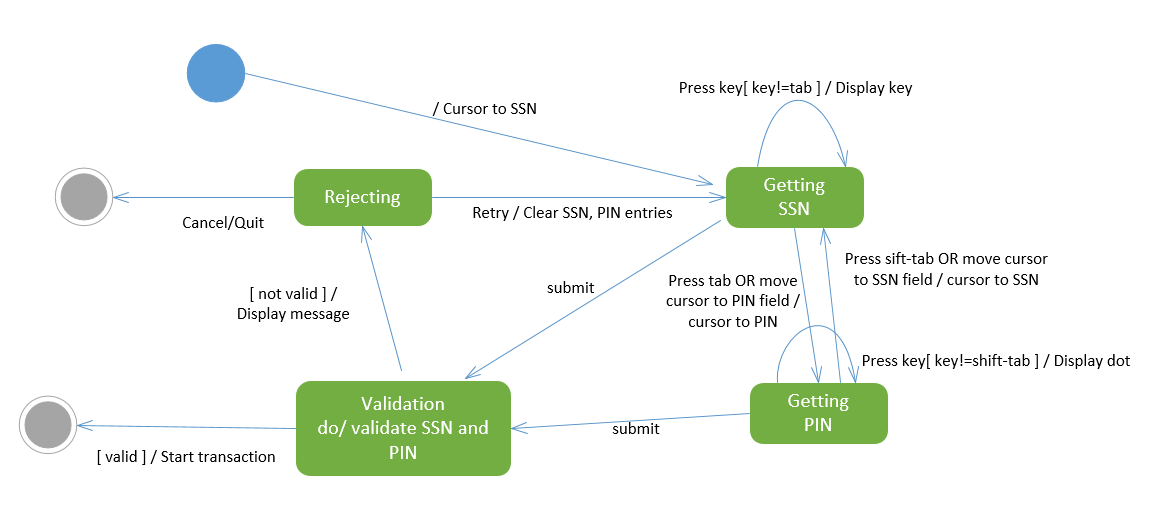 Press key[ key!=tab ] / Display key
/ Cursor to SSN
Getting
SSN
Rejecting
Cancel/Quit
Retry / Clear SSN, PIN entries
Press sift-tab OR move cursor
to SSN field / cursor to SSN
Press tab OR move
cursor to PIN field /
cursor to PIN
submit
[ not valid ] /
Display message
Press key[ key!=shift-tab ] / Display dot
Getting
PIN
Validation
do/ validate SSN and
PIN
submit
[ valid ] / Start transaction